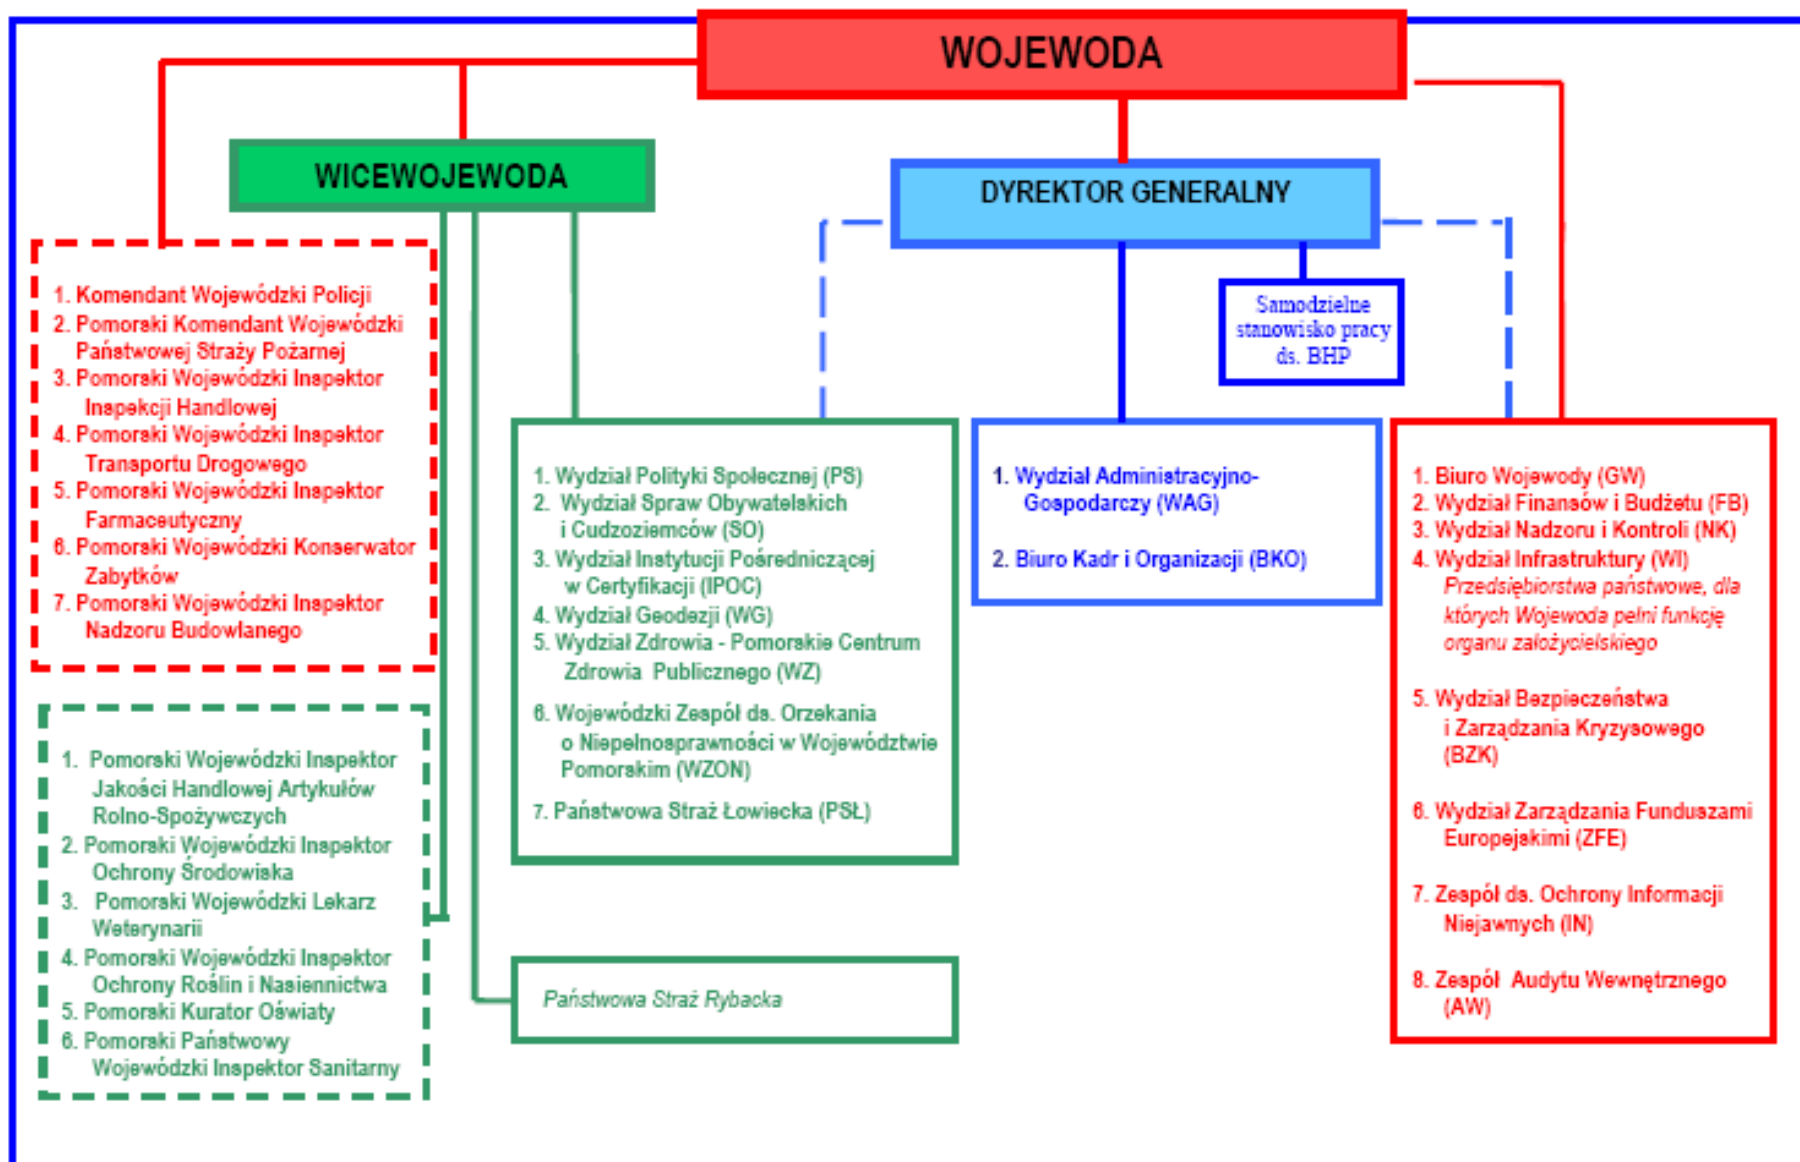 WOJEWODA
WICEWOJEWODA
DYREKTOR GENERALNY
Samodzielne
stanowisko pracy
ds. BHP
1. Komendant Wojewódzki Policji
2. Pomorski Komendant Wojewódzki
Państwowej Straży Pożarnej
3. Pomorski Wojewódzki Inspektor
Inspekcji Handlowej
4. Pomorski Wojewódzki Inspektor
Transportu Drogowego
5. Pomorski Wojewódzki Inspektor
Farmaceutyczny
6. Pomorski Wojewódzki Konserwator
Zabytków
7. Pomorski Wojewódzki Inspektor
Nadzoru Budowlanego
1. Pomorski Wojewódzki Inspektor
Jakości Handlowej Artykułów
Rolno-Spożywczych
2. Pomorski Wojewódzki Inspektor
Ochrony Środowiska
3. Pomorski Wojewódzki Lekarz
Weterynarii
4. Pomorski Wojewódzki Inspektor
Ochrony Roślin i Nasiennictwa
5. Pomorski Kurator Oświaty
6. Pomorski Państwowy
Wojewódzki Inspektor Sanitarny
1. Wydział Polityki Społecznej (PS)
2. Wydział Spraw Obywatelskich
i Cudzoziemców (SO)
3. Wydział Instytucji Pośredniczącej
w Certyfikacji (IPOC)
4. Wydział Geodezji (WG)
5. Wydział Zdrowia - Pomorskie Centrum
Zdrowia Publicznego (WZ)
6. Wojewódzki Zespół ds. Orzekania
o Niepełnosprawności w Województwie
Pomorskim (WZON)
7. Państwowa Straż Łowiecka (PSŁ)
Państwowa Straż Rybacka
1. Wydział Administracyjno-
Gospodarczy (WAG)
2. Biuro Kadr i Organizacji (BKO)
1. Biuro Wojewody (GW)
2. Wydział Finansów i Budżetu (FB)
3. Wydział Nadzoru i Kontroli (NK)
4. Wydział Infrastruktury (WI)
Przedsiębiorstwa państwowe, dla
których Wojewoda pełni funkcję
organu założycielskiego
5. Wydział Bezpieczeństwa
i Zarządzania Kryzysowego
(BZK)
6. Wydział Zarządzania Funduszami
Europejskimi (ZFE)
7. Zespół ds. Ochrony Informacji
Niejawnych (IN)
8. Zespół Audytu Wewnętrznego
(AW)